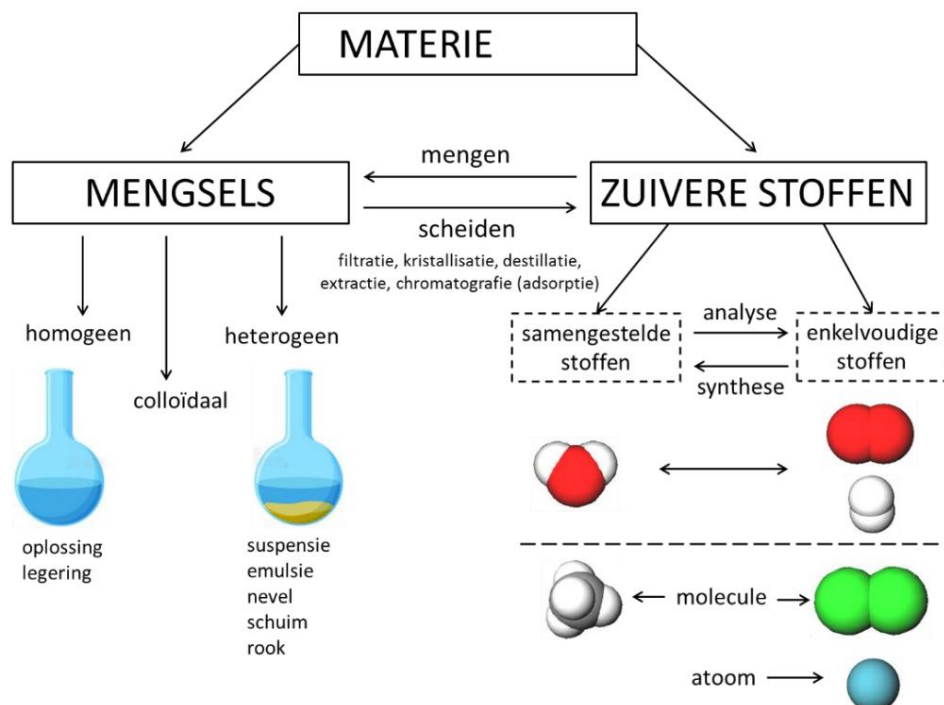 MATERIE
MENGSELS
mengen
scheiden
filtratie, kristallisatie, destillatie,
extractie, chromatografie (adsorptie)
ZUIVERE STOFFEN
homogeen
colloïdaal
heterogeen
samengestelde
stoffen
analyse
synthese
enkelvoudige
stoffen
oplossing
legering
suspensie
emulsie
nevel
schuim
rook
molecule
atoom